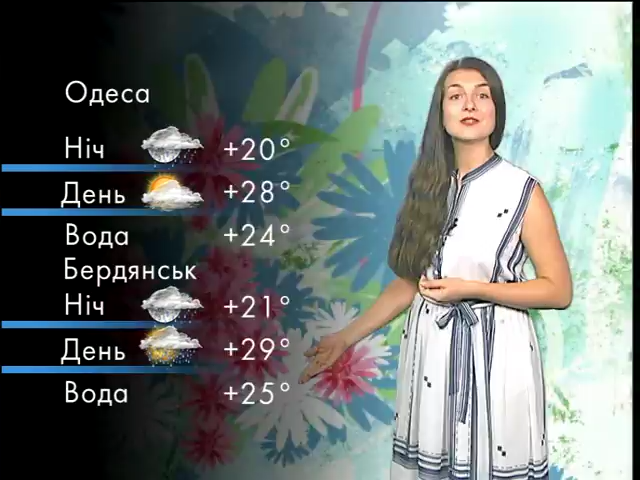 Одеса
Ніч +20°
День +28°
Вода +24°
Бердянськ
Ніч +21°
День +29°
Вода +25°